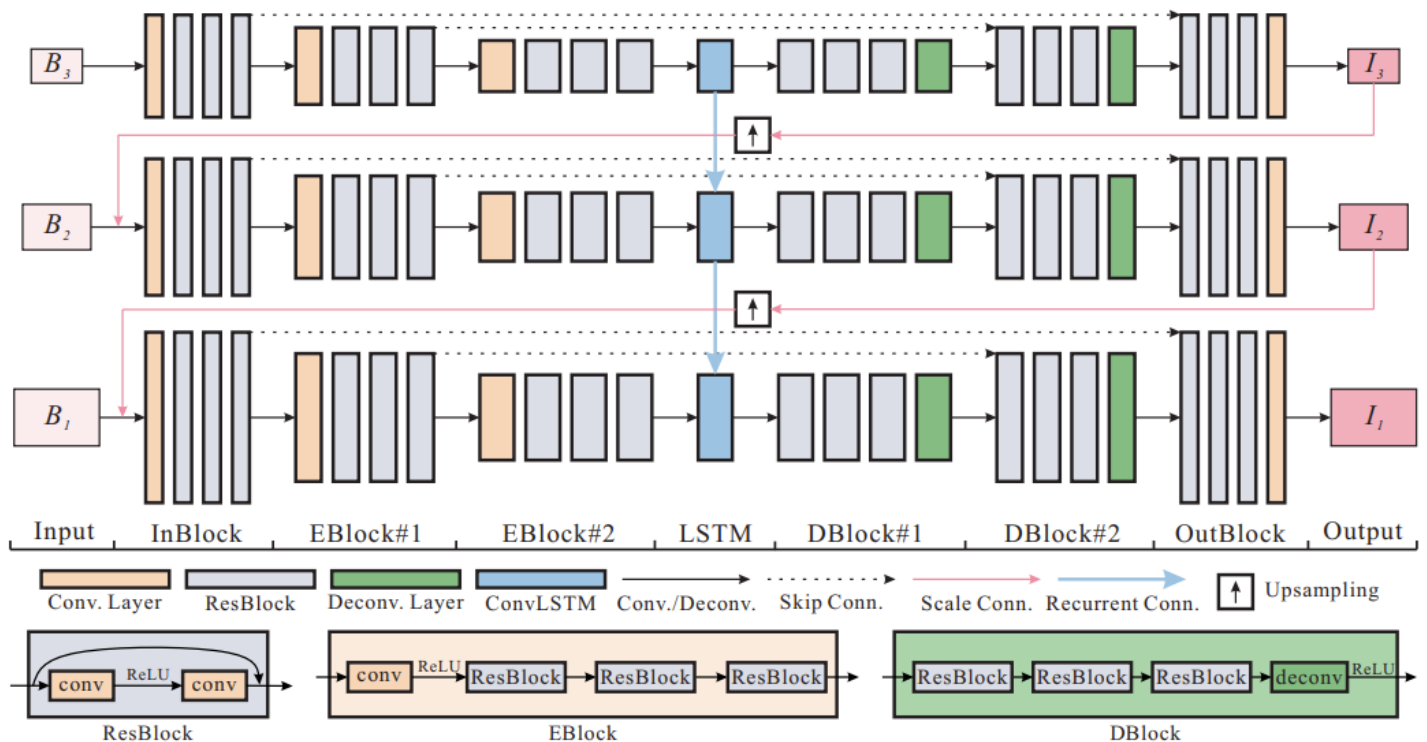 B3
I3
B2
I2
B1
I1
Input InBlock EBlock#1 EBlock#2 LSTM DBlock#1 DBlock#2 OutBlock Output
Conv. Layer ResBlock Deconv. Layer ConvLSTM Conv./Deconv. Skip Conn. Scale Conn. Recurrent Conn. Upsampling
conv ReLU conv
ResBlock
conv ReLU ResBlock ResBlock ResBlock
EBlock
ResBlock ResBlock ResBlock deconv ReLU
DBlock